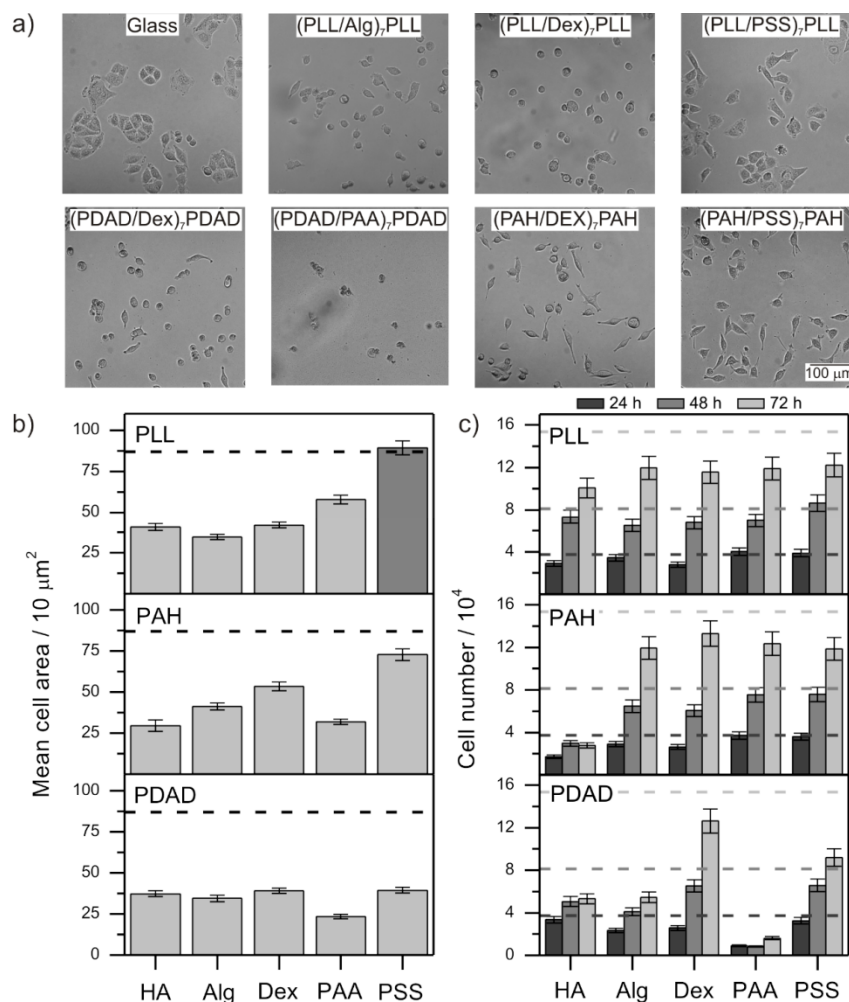 a)
Glass
(PLL/Alg)₇PLL
(PLL/Dex)₇PLL
(PLL/PSS)₇PLL
(PDAD/Dex)₇PDAD
(PDAD/PAA)₇PDAD
(PAH/DEX)₇PAH
(PAH/PSS)₇PAH
100 µm
b)
Mean cell area / 10 µm²
PLL
100
75
50
25
PAH
100
75
50
25
PDAD
100
75
50
25
0
HA Alg Dex PAA PSS
c)
24 h 48 h 72 h
Cell number / 10⁴
PLL
16
12
8
4
PAH
16
12
8
4
PDAD
16
12
8
4
0
HA Alg Dex PAA PSS